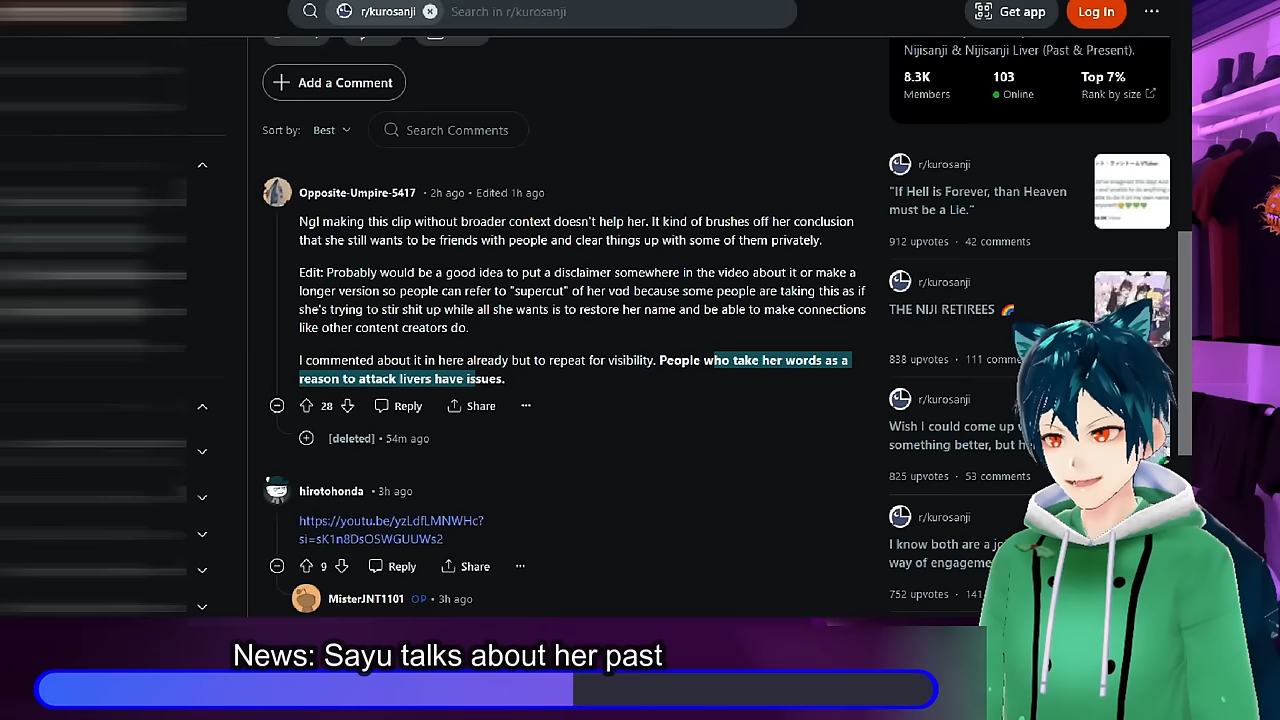 r/kurosanji
Search in r/kurosanji
Get app
Log In
Nijisanji & Nijisanji Liver (Past & Present).
8.3K
103
Top 7%
Members
Online
Rank by size
Add a Comment
Sort by:
Best
Search Comments
Opposite-Umpire-5417 • Edited 1h ago
Ngl making this supercut without the full context doesn't help her. It kind of brushes off her conclusion
that she still wants to be friends with people and clear things up with some of them privately.
Edit: Probably would be a good idea to put a disclaimer somewhere in the video about it or make a
longer version so people can refer to "supercut" of her vod because some people are taking this as if
she's trying to still stir up while all she wants is to restore her name and be able to make connections
like other content creators do.
I commented about it in here already but to repeat for visibility. People who take her words as a
reason to attack livers have issues.
28
Reply
Share
[deleted] • 54m ago
hirotohonda • 3h ago
https://youtu.be/yzLdfLMNWHc?
si=sK1n8DsOSWGUUWs2
9
Reply
Share
MisterJNT1101 OP • 3h ago
r/kurosanji
"If Hell is Forever, than Heaven
must be a Lie."
912 upvotes · 42 comments
r/kurosanji
THE NIJI RETIREES 🌈
838 upvotes · 111 comme
r/kurosanji
Wish I could come up
something better, but
825 upvotes · 53 comments
r/kurosanji
I know both are a
way of engageme
752 upvotes · 141
News: Sayu talks about her past